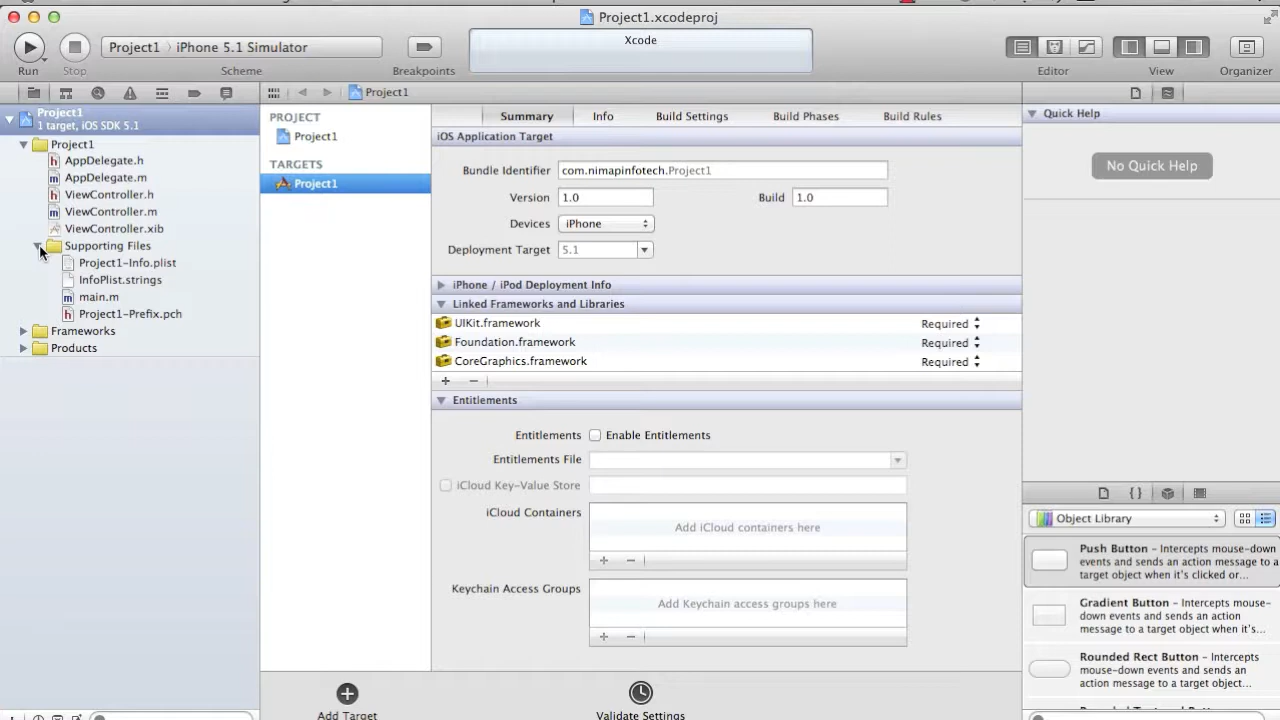 Project1.xcodeproj
Project1 〉 iPhone 5.1 Simulator
Xcode
Run
Stop
Scheme
Breakpoints
Editor
View
Organizer
Project1
1 target, iOS SDK 5.1
Project1
AppDelegate.h
AppDelegate.m
ViewController.h
ViewController.m
ViewController.xib
Supporting Files
Project1-Info.plist
InfoPlist.strings
main.m
Project1-Prefix.pch
Frameworks
Products
Project1
PROJECT
Project1
TARGETS
Project1
Summary
Info
Build Settings
Build Phases
Build Rules
iOS Application Target
Bundle Identifier com.nimapinfotech.Project1
Version 1.0 Build 1.0
Devices iPhone
Deployment Target 5.1
iPhone / iPod Deployment Info
Linked Frameworks and Libraries
UIKit.framework Required
Foundation.framework Required
CoreGraphics.framework Required
Entitlements
Entitlements Enable Entitlements
Entitlements File
iCloud Key-Value Store
iCloud Containers
Add iCloud containers here
Keychain Access Groups
Add Keychain access groups here
Add Target
Validate Settings
Quick Help
No Quick Help
Object Library
Push Button - Intercepts mouse-down
events and sends an action message to a
target object when it's clicked or...
Gradient Button - Intercepts mouse-
down events and sends an action
message to a target object when it's...
Rounded Rect Button - Intercepts
mouse-down events and sends an
action message to a target object...